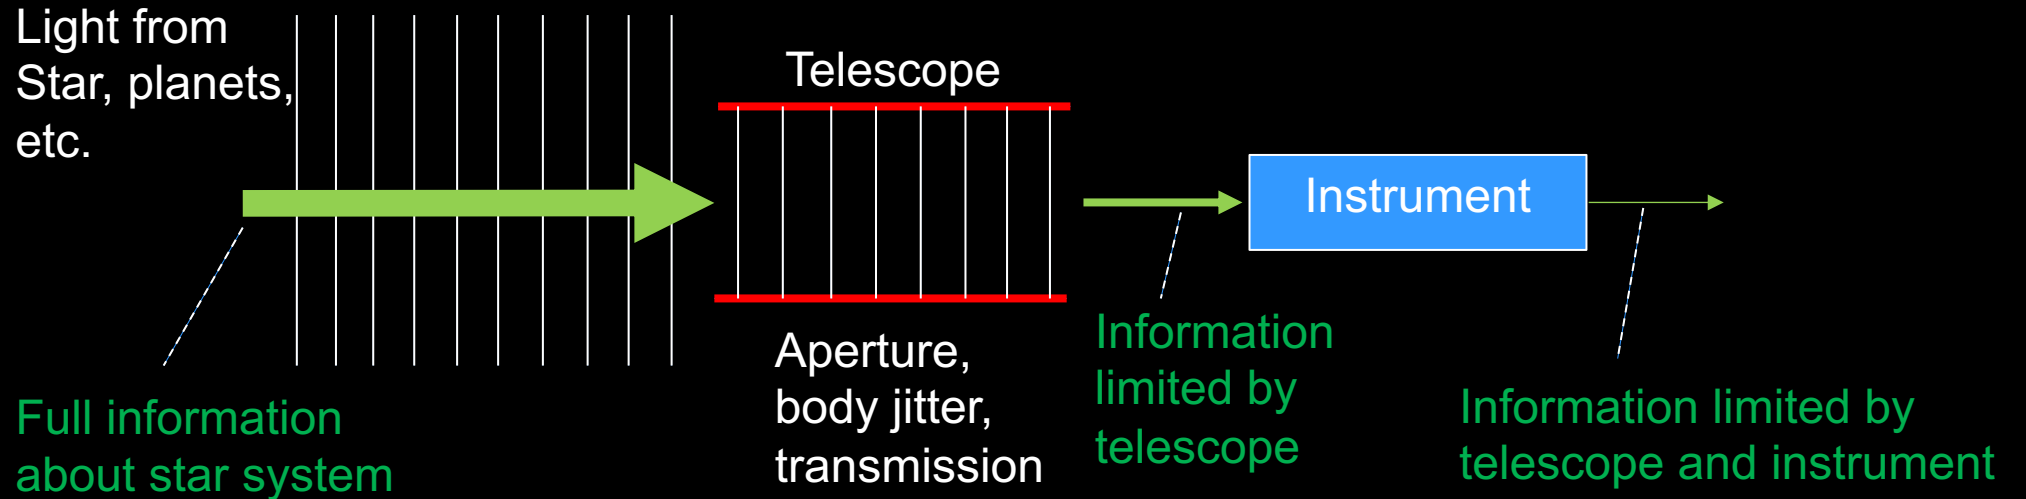 Light from
Star, planets,
etc.
Telescope
Instrument
Aperture,
body jitter,
transmission
Information
limited by
telescope
Full information
about star system
Information limited by
telescope and instrument